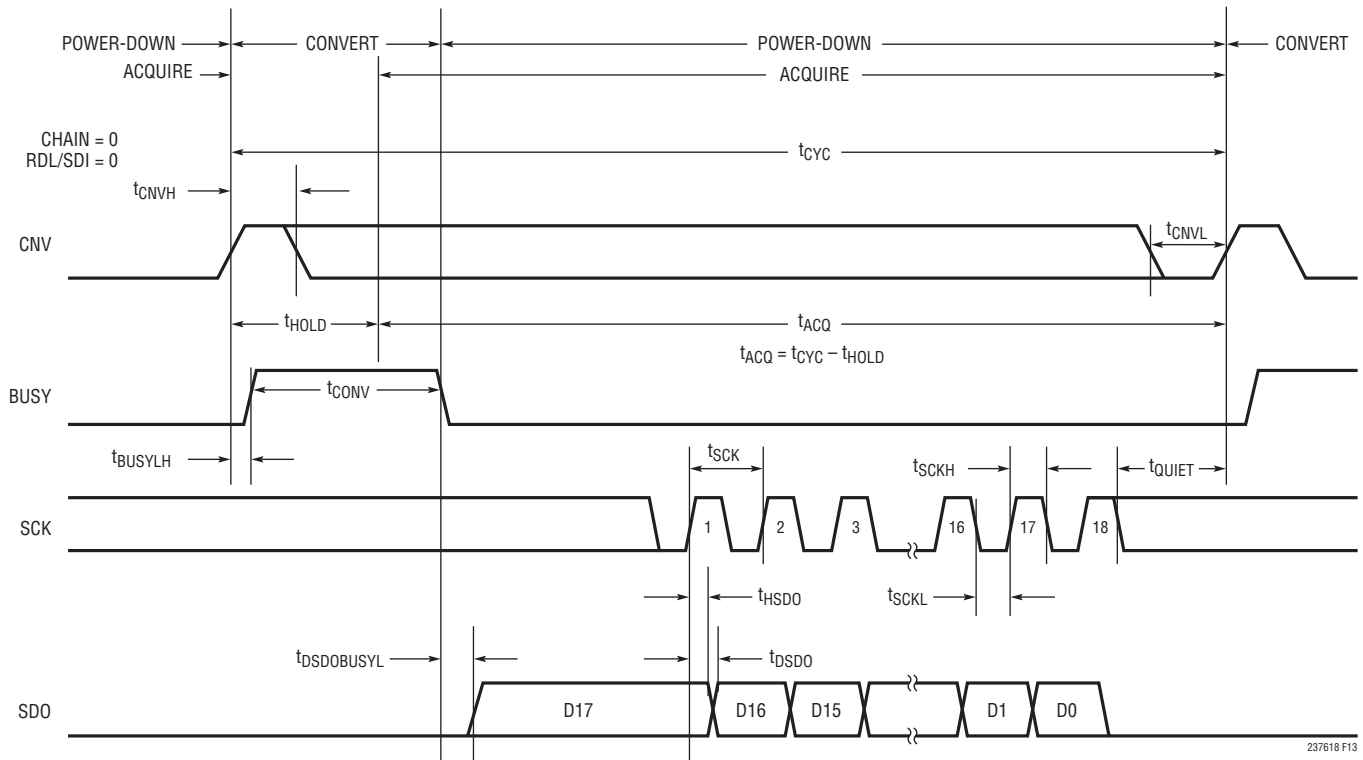 POWER-DOWN CONVERT POWER-DOWN CONVERT
ACQUIRE ACQUIRE
CHAIN = 0
RDL/SDI = 0
tCYC
tCNVH
CNV
tCNVL
tHOLD tACQ
tACQ = tCYC – tHOLD
BUSY
tCONV
tBUSYLH
tSCK tSCKH tQUIET
SCK
1 2 3 16 17 18
tHSDO tSCKL
tDSDOBUSYL tDSDO
SDO
D17 D16 D15 D1 D0
237618 F13